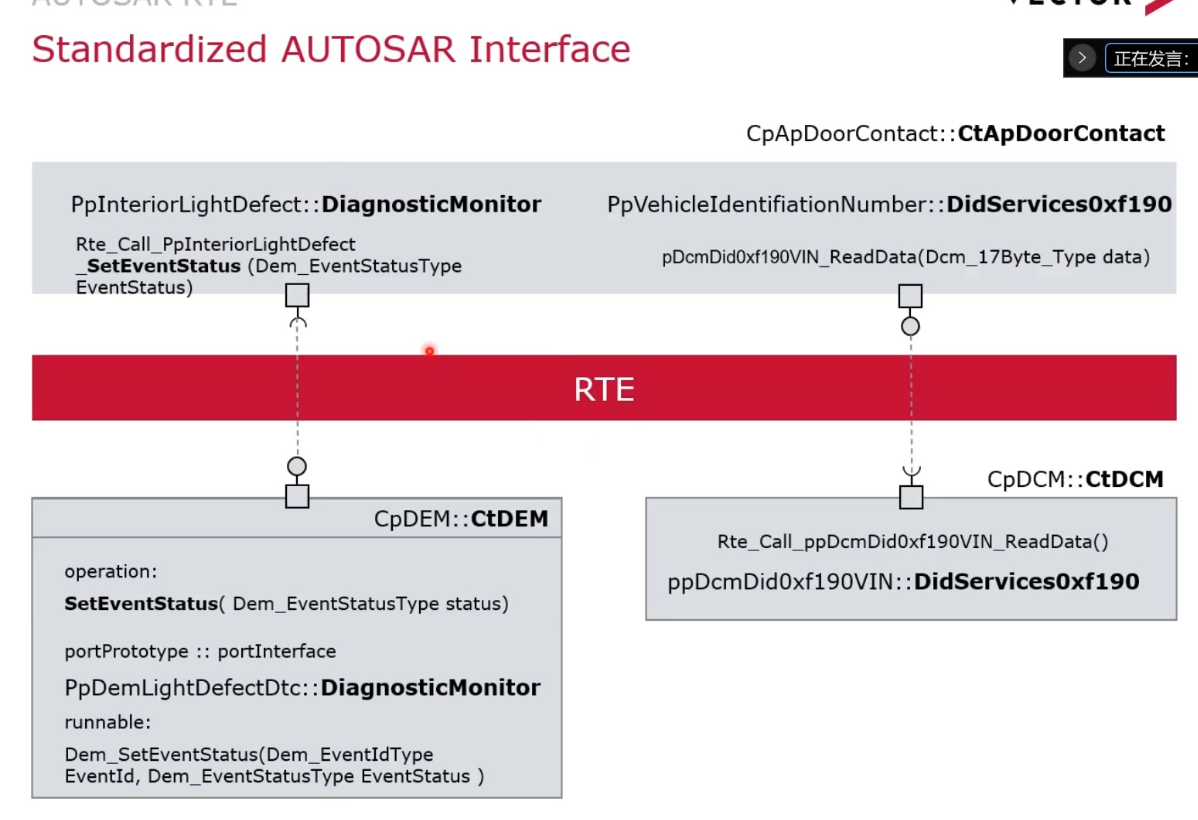 AUTOSAR RTE
VECTOR
Standardized AUTOSAR Interface
正在发言:
CpApDoorContact::CtApDoorContact
PpInteriorLightDefect::DiagnosticMonitor
Rte_Call_PpInteriorLightDefect
_SetEventStatus (Dem_EventStatusType
EventStatus)
PpVehicleIdentifiationNumber::DidServices0xf190
pDcmDid0xf190VIN_ReadData(Dcm_17Byte_Type data)
RTE
CpDEM::CtDEM
operation:
SetEventStatus( Dem_EventStatusType status)
portPrototype :: portInterface
PpDemLightDefectDtc::DiagnosticMonitor
runnable:
Dem_SetEventStatus(Dem_EventIdType
EventId, Dem_EventStatusType EventStatus )
CpDCM::CtDCM
Rte_Call_ppDcmDid0xf190VIN_ReadData()
ppDcmDid0xf190VIN::DidServices0xf190